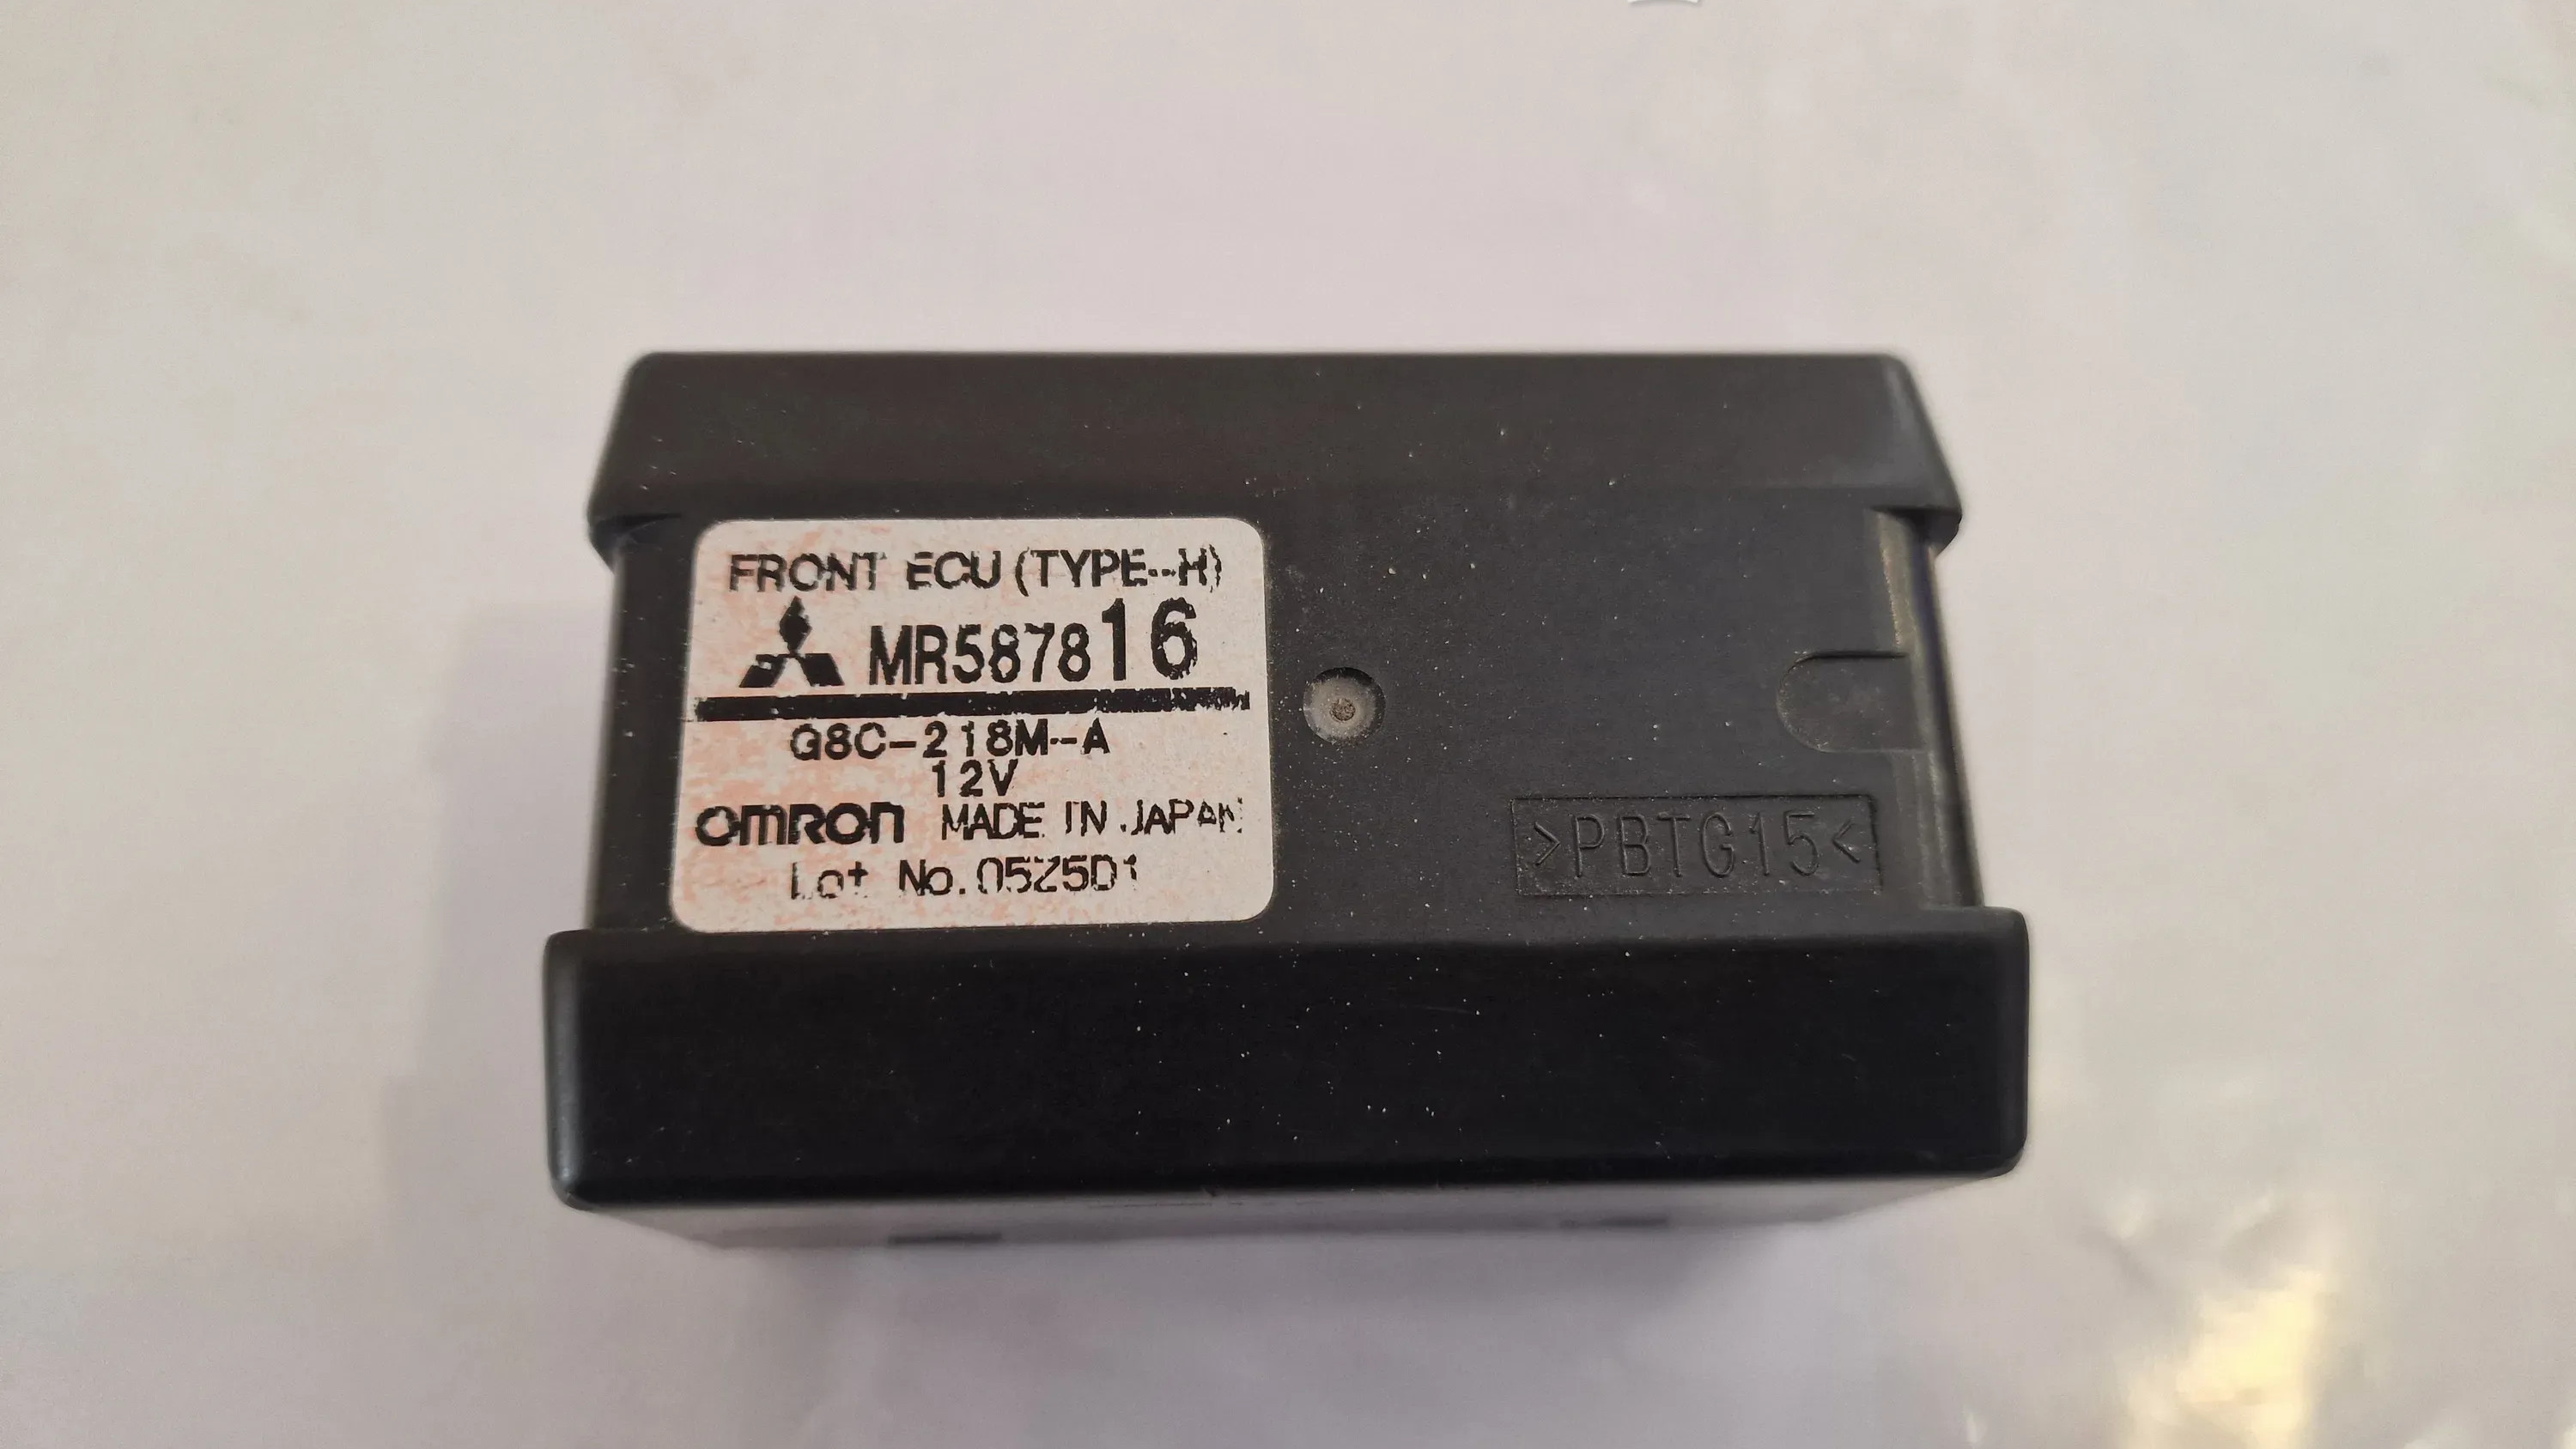 FRONT ECU (TYPE-H)
MR587816
G8C-218M-A
12V
OMRON MADE IN JAPAN
Lot No.05Z5D1
>PBTG15<